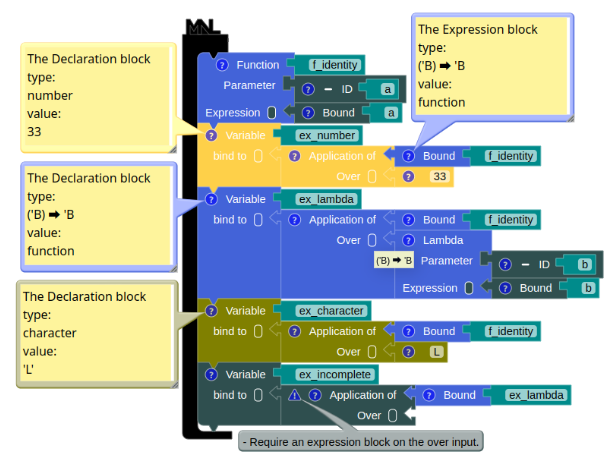 MNL
The Declaration block
type:
number
value:
33
The Expression block
type:
('B) ➡ 'B
value:
function
? Function f_identity
Parameter ? – ID a
Expression ? Bound a
? Variable ex_number
bind to ? Application of ? Bound f_identity
Over ? 33
The Declaration block
type:
('B) ➡ 'B
value:
function
? Variable ex_lambda
bind to ? Application of ? Bound f_identity
Over ? Lambda
('B) ➡ 'B
Parameter ? – ID b
Expression ? Bound b
The Declaration block
type:
character
value:
'L'
? Variable ex_character
bind to ? Application of ? Bound f_identity
Over ? L
? Variable ex_incomplete
bind to ! ? Application of ? Bound ex_lambda
Over
- Require an expression block on the over input.